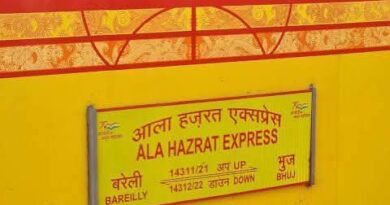 आला हज़रत एक्सप्रेस
ALA HAZRAT EXPRESS
बरेली 14311/21 अप UP भुज
BAREILLY 14312/22 डाउन DOWN BHUJ